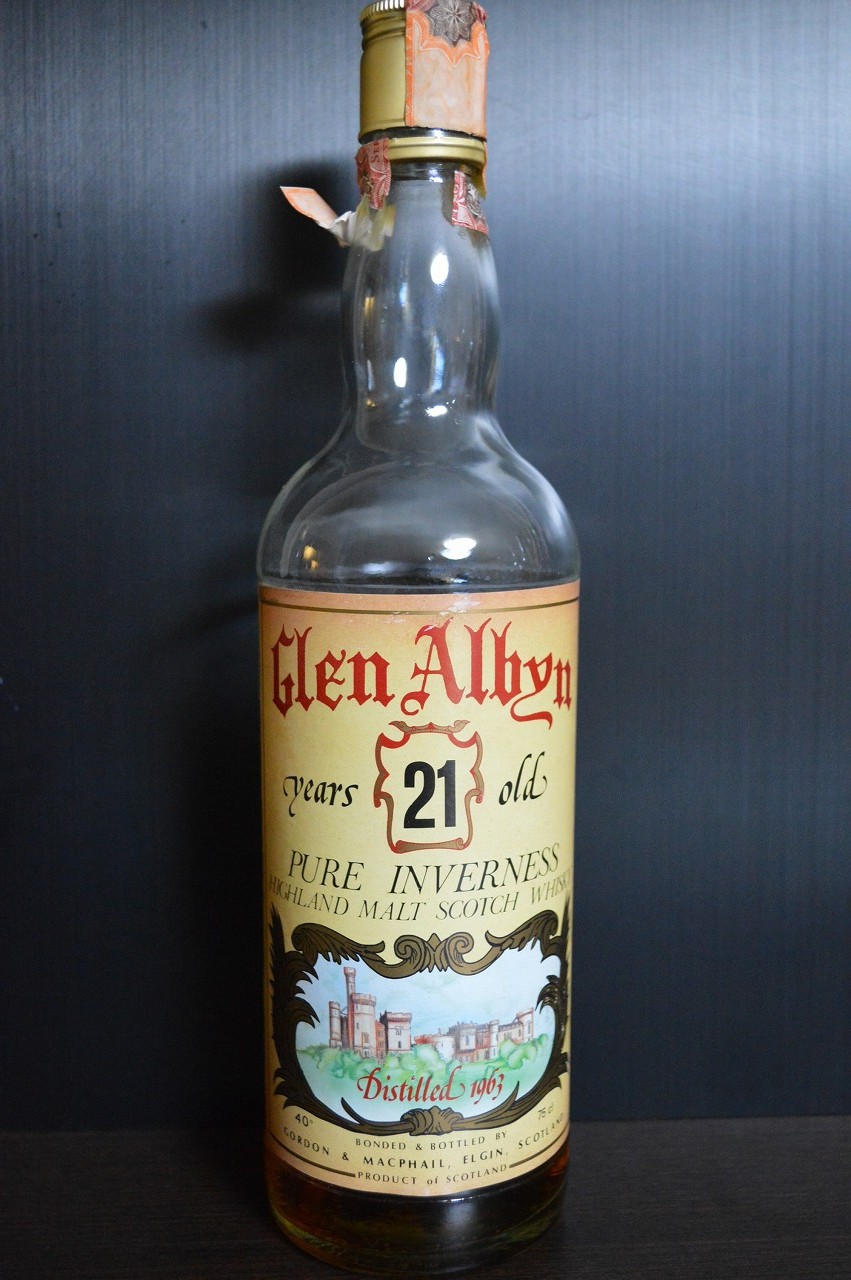 Glen Albyn
years 21 old
PURE INVERNESS
HIGHLAND MALT SCOTCH WHISKY
Distilled 1963
40° 75 cl
BONDED & BOTTLED BY
GORDON & MACPHAIL, ELGIN, SCOTLAND
PRODUCT of SCOTLAND